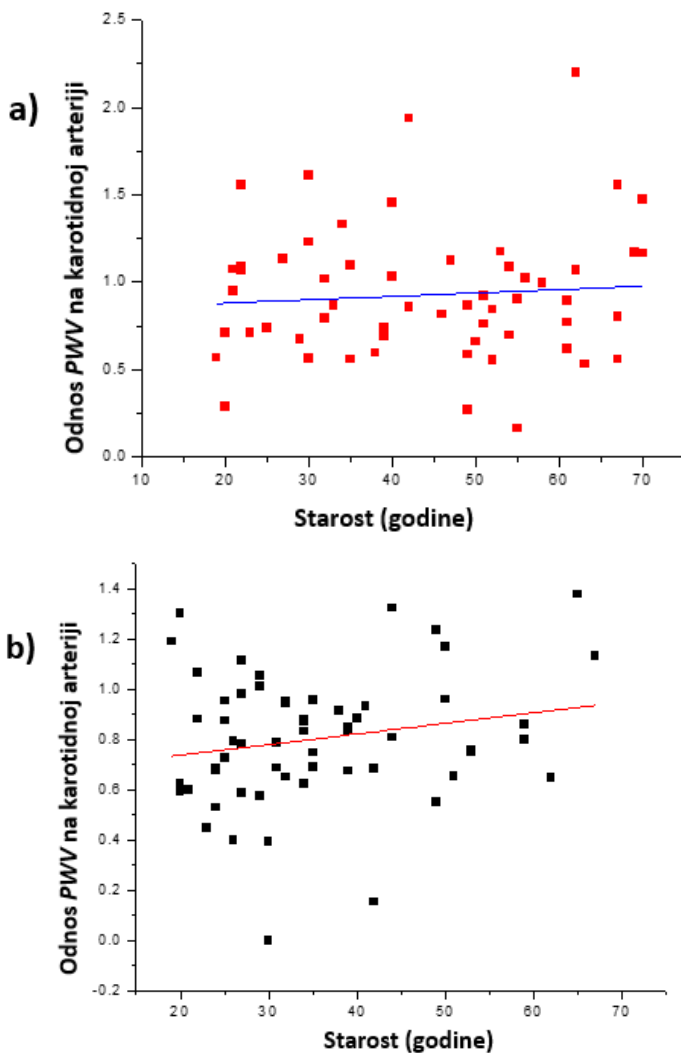 a)
Odnos PWV na karotidnoj arteriji
2.5
2.0
1.5
1.0
0.5
0.0
10 20 30 40 50 60 70
Starost (godine)
b)
Odnos PWV na karotidnoj arteriji
1.4
1.2
1.0
0.8
0.6
0.4
0.2
0.0
-0.2
20 30 40 50 60 70
Starost (godine)